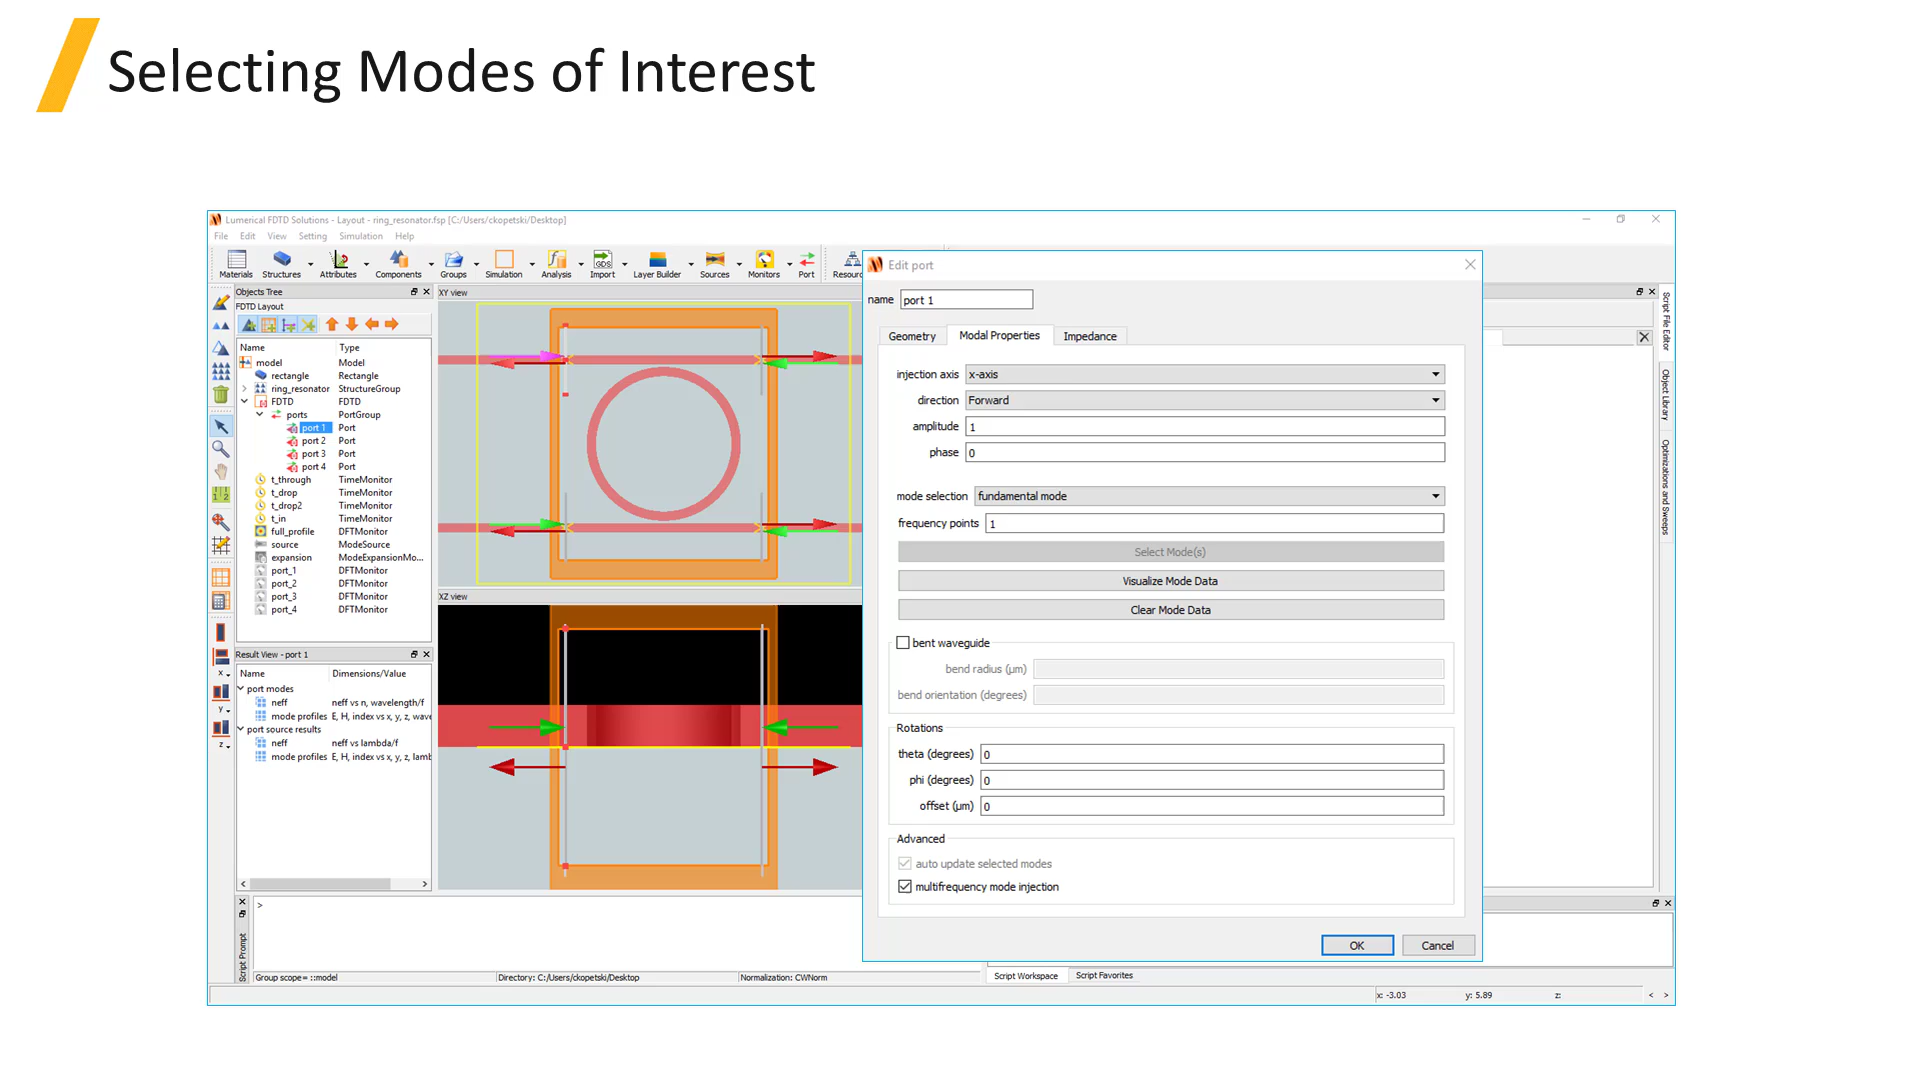 Selecting Modes of Interest
Lumerical FDTD Solutions - Layout - ring_resonator.fsp [C:/Users/ckopetski/Desktop]
File Edit View Setting Simulation Help
Materials Structures Attributes Components Groups Simulation Analysis Import Layer Builder Sources Monitors Port Resour
Objects Tree
FDTD Layout
Name Type
model Model
rectangle Rectangle
ring_resonator StructureGroup
FDTD FDTD
ports PortGroup
port 1 Port
port 2 Port
port 3 Port
port 4 Port
t_through TimeMonitor
t_drop TimeMonitor
t_drop2 TimeMonitor
t_in TimeMonitor
full_profile DFTMonitor
source ModeSource
expansion ModeExpansionMo...
port_1 DFTMonitor
port_2 DFTMonitor
port_3 DFTMonitor
port_4 DFTMonitor
Result View - port 1
Name Dimensions/Value
port modes
neff neff vs n, wavelength/f
mode profiles E, H, index vs x, y, z, wave
port source results
neff neff vs lambda/f
mode profiles E, H, index vs x, y, z, lamb
x
y
z
XY view
XZ view
Edit port
name port 1
Geometry Modal Properties Impedance
injection axis x-axis
direction Forward
amplitude 1
phase 0
mode selection fundamental mode
frequency points 1
Select Mode(s)
Visualize Mode Data
Clear Mode Data
bent waveguide
bend radius (µm)
bend orientation (degrees)
Rotations
theta (degrees) 0
phi (degrees) 0
offset (µm) 0
Advanced
auto update selected modes
multifrequency mode injection
OK Cancel
Script File Editor
Object Library
Optimizations and Sweeps
Script Prompt
>
Group scope= ::model Directory: C:/Users/ckopetski/Desktop Normalization: CWNorm
Script Workspace Script Favorites
x: -3.03 y: 5.89 z: